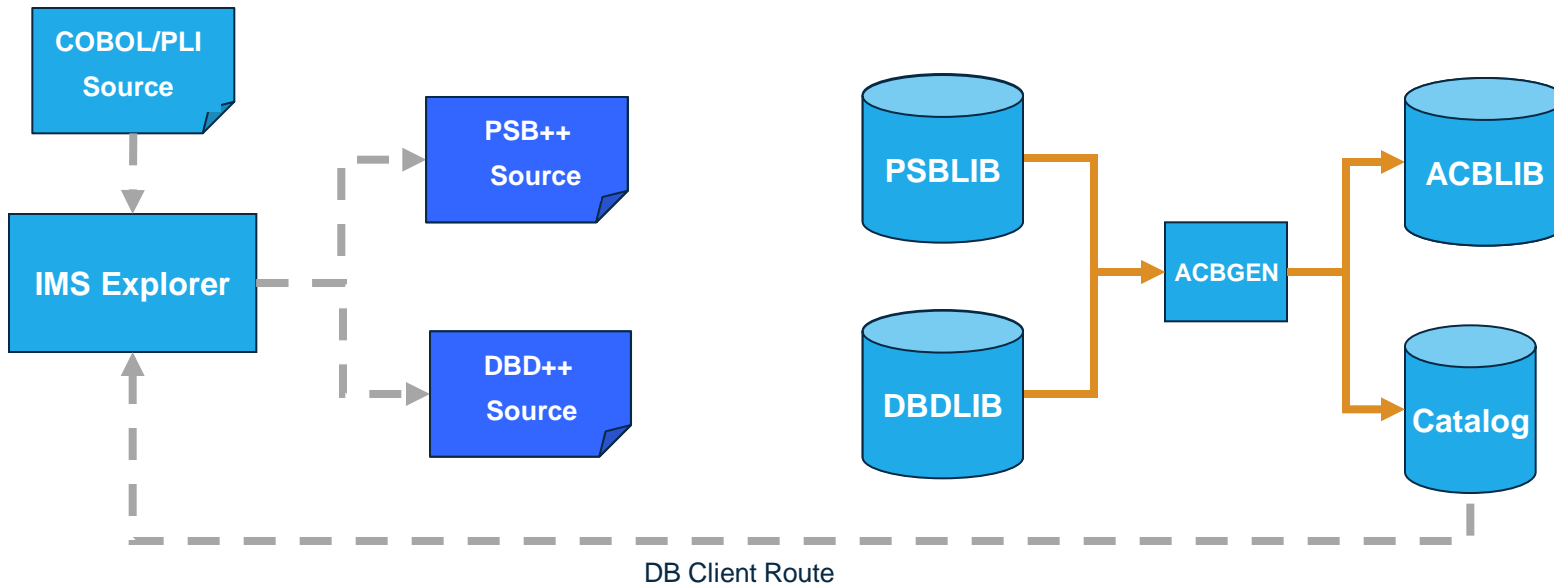 COBOL/PLI
Source
PSB++
Source
PSBLIB
ACBLIB
IMS Explorer
ACBGEN
DBD++
Source
DBDLIB
Catalog
DB Client Route